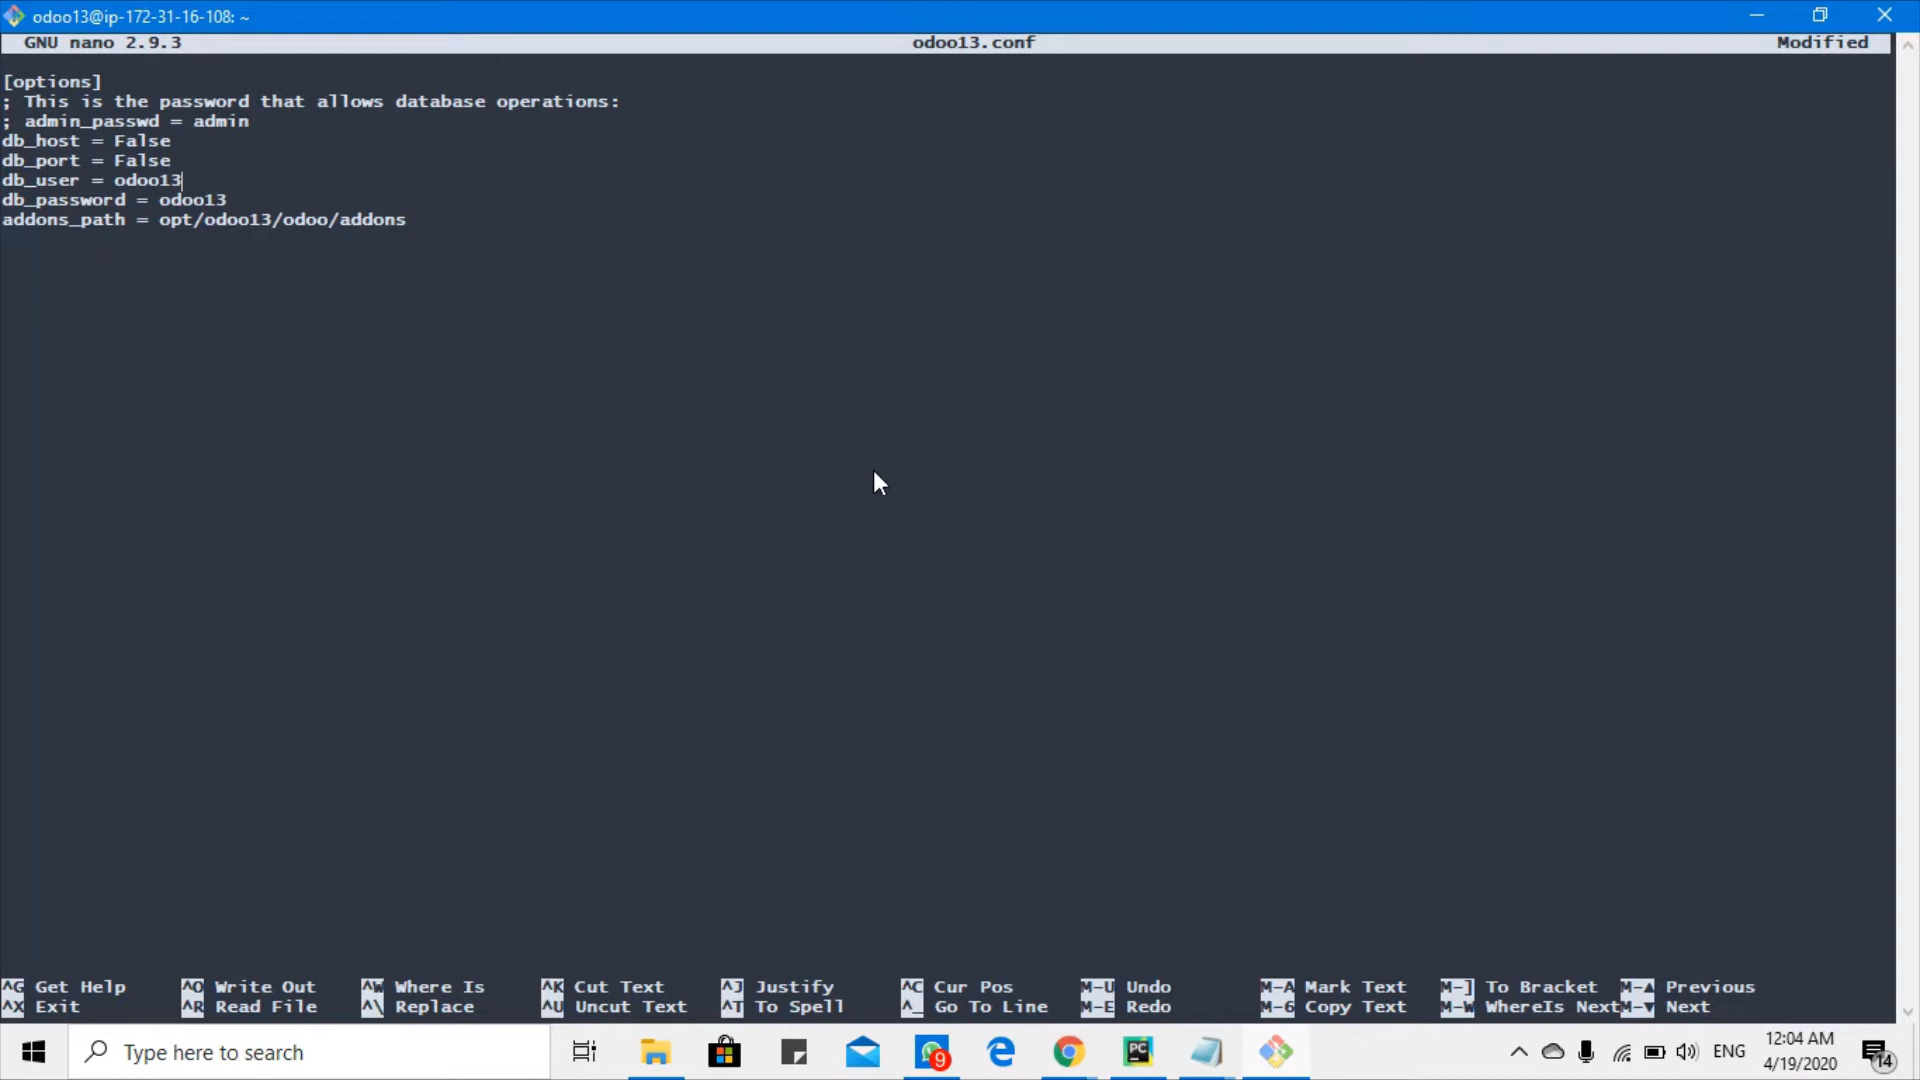 odoo13@ip-172-31-16-108: ~
GNU nano 2.9.3 odoo13.conf Modified
[options]
; This is the password that allows database operations:
; admin_passwd = admin
db_host = False
db_port = False
db_user = odoo13
db_password = odoo13
addons_path = opt/odoo13/odoo/addons
^G Get Help ^O Write Out ^W Where Is ^K Cut Text ^J Justify ^C Cur Pos M-U Undo M-A Mark Text M-] To Bracket M-▲ Previous
^X Exit ^R Read File ^\ Replace ^U Uncut Text ^T To Spell ^_ Go To Line M-E Redo M-6 Copy Text M-W WhereIs Next M-▼ Next
Type here to search
9
PC
ENG
12:04 AM
4/19/2020
14